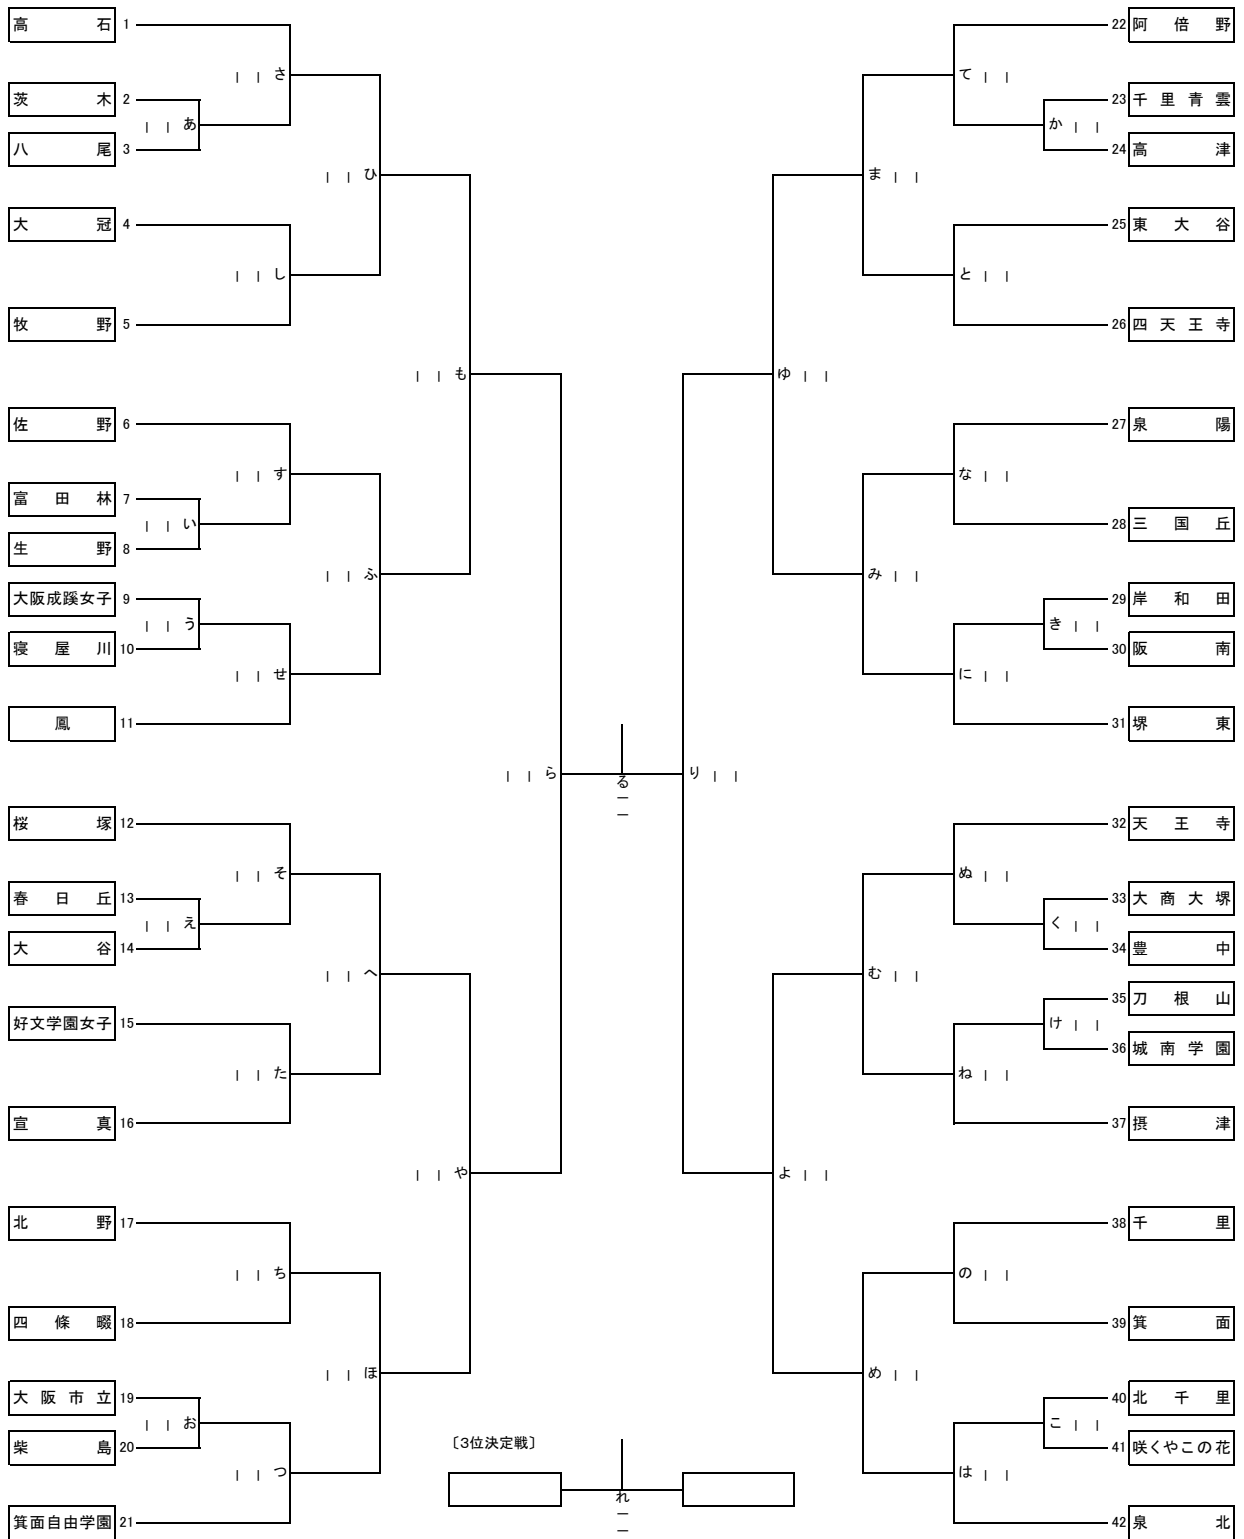 高石 1
さ
茨木 2
あ
八尾 3
ひ
大冠 4
し
牧野 5
も
佐野 6
す
富田林 7
い
生野 8
ふ
大阪成蹊女子 9
う
寝屋川 10
せ
鳳 11
ら
桜塚 12
そ
春日丘 13
え
大谷 14
へ
好文学園女子 15
た
宣真 16
や
北野 17
ち
四條畷 18
ほ
大阪市立 19
お
柴島 20
つ
箕面自由学園 21
る
〔3位決定戦〕
れ
22 阿倍野
て
23 千里青雲
か
24 高津
ま
25 東大谷
と
26 四天王寺
ゆ
27 泉陽
な
28 三国丘
み
29 岸和田
き
30 阪南
に
31 堺東
り
32 天王寺
ぬ
33 大商大堺
く
34 豊中
む
35 刀根山
け
36 城南学園
ね
37 摂津
よ
38 千里
の
39 箕面
め
40 北千里
こ
41 咲くやこの花
は
42 泉北